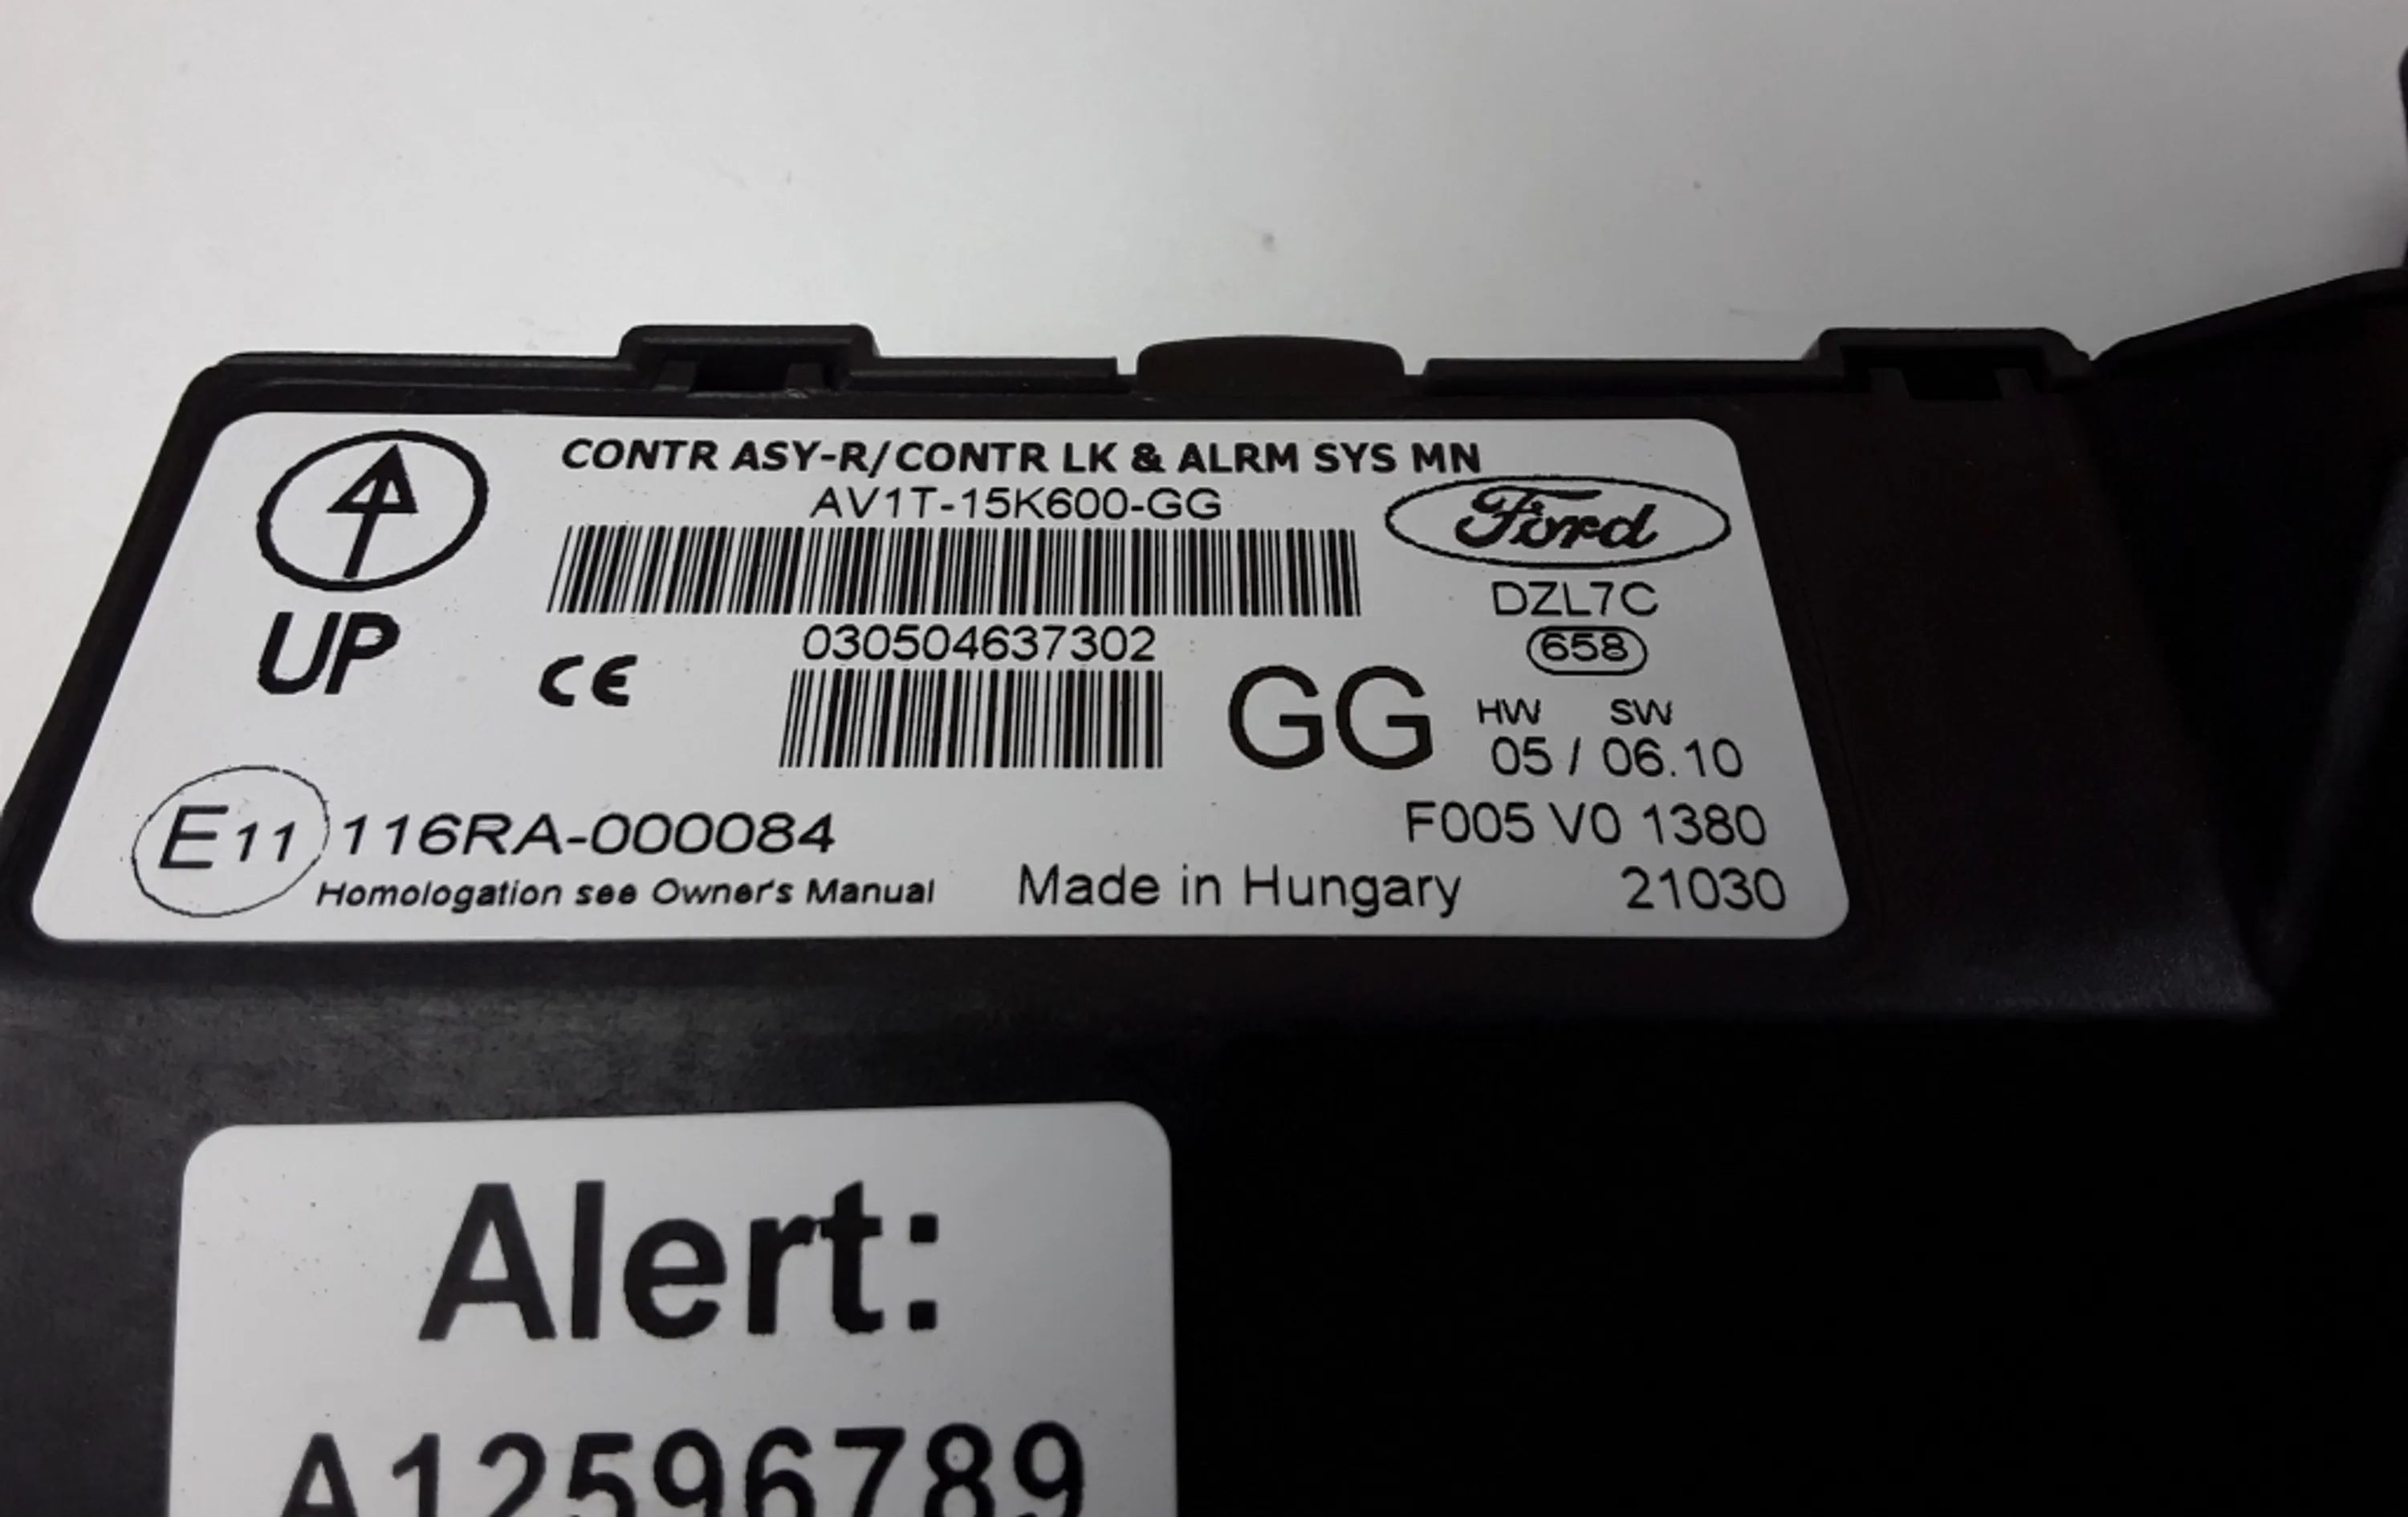 CONTR ASY-R/CONTR LK & ALRM SYS MN
AV1T-15K600-GG
Ford
DZL7C
658
UP
CE
030504637302
GG
HW SW
05 / 06.10
E11 116RA-000084
F005 V0 1380
Homologation see Owner's Manual
Made in Hungary
21030
Alert:
A12596789